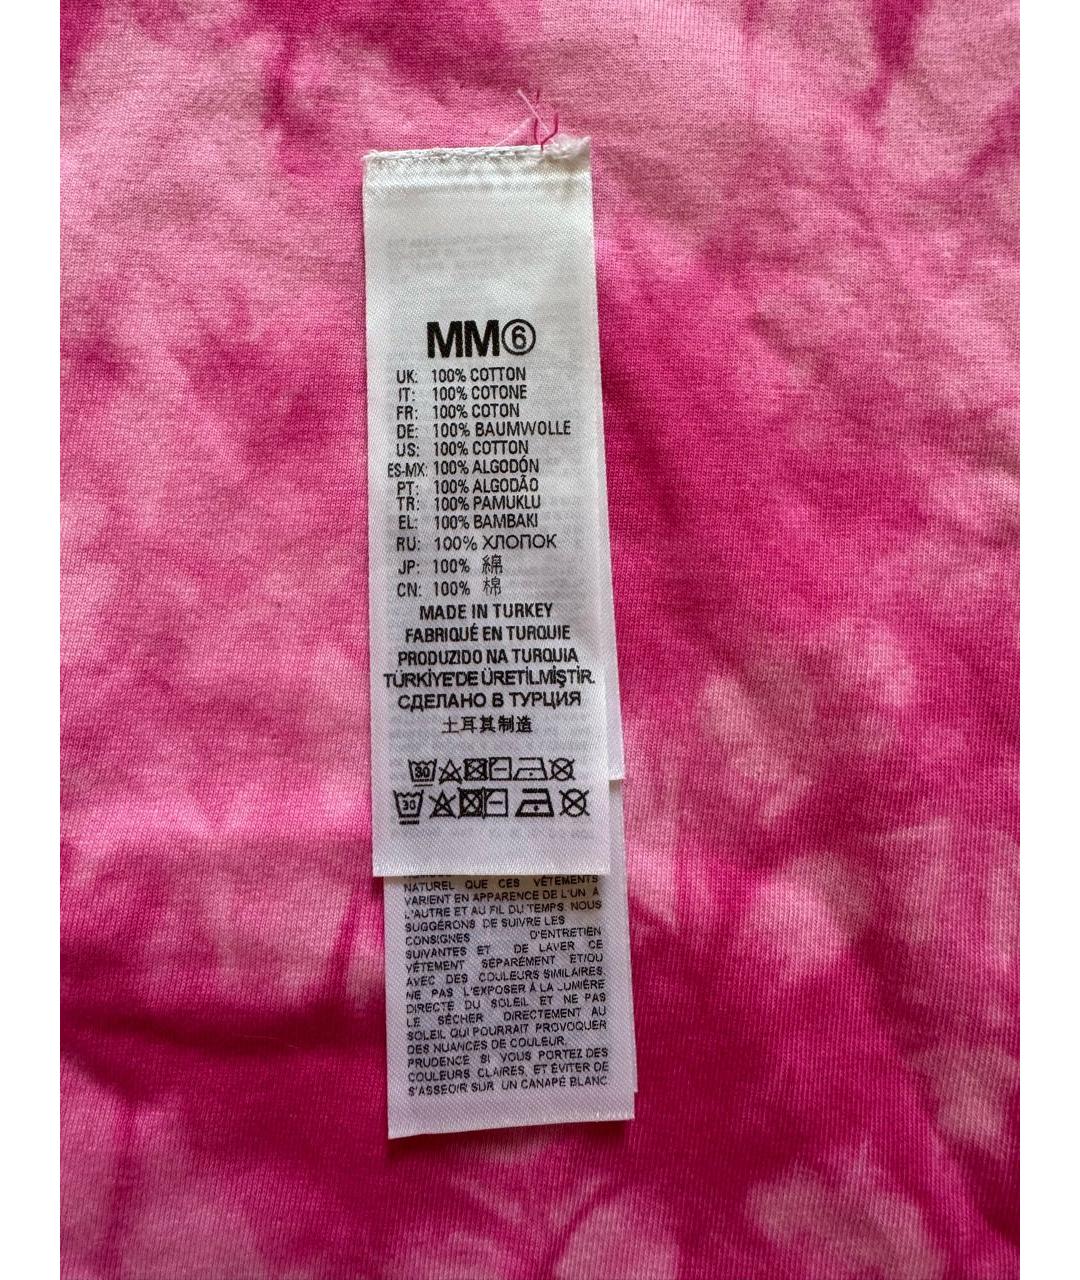 MM⑥
UK: 100% COTTON
IT: 100% COTONE
FR: 100% COTON
DE: 100% BAUMWOLLE
US: 100% COTTON
ES-MX: 100% ALGODÓN
PT: 100% ALGODÃO
TR: 100% PAMUKLU
EL: 100% BAMBAKI
RU: 100% ХЛОПОК
JP: 100% 綿
CN: 100% 棉
MADE IN TURKEY
FABRIQUÉ EN TURQUIE
PRODUZIDO NA TURQUIA
TÜRKİYE'DE ÜRETİLMİŞTİR.
СДЕЛАНО В ТУРЦИЯ
土耳其制造
30
30
NATUREL QUE CES VÊTEMENTS
VARIENT EN APPARENCE DE L'UN À
L'AUTRE ET AU FIL DU TEMPS. NOUS
SUGGÉRONS DE SUIVRE LES
CONSIGNES D'ENTRETIEN
SUIVANTES ET DE LAVER CE
VÊTEMENT SÉPARÉMENT ET/OU
AVEC DES COULEURS SIMILAIRES.
NE PAS L'EXPOSER À LA LUMIÈRE
DIRECTE DU SOLEIL ET NE PAS
LE SÉCHER DIRECTEMENT AU
SOLEIL QUI POURRAIT PROVOQUER
DES NUANCES DE COULEUR.
PRUDENCE SI VOUS PORTEZ DES
COULEURS CLAIRES, ET ÉVITER DE
S'ASSEOIR SUR UN CANAPÉ BLANC